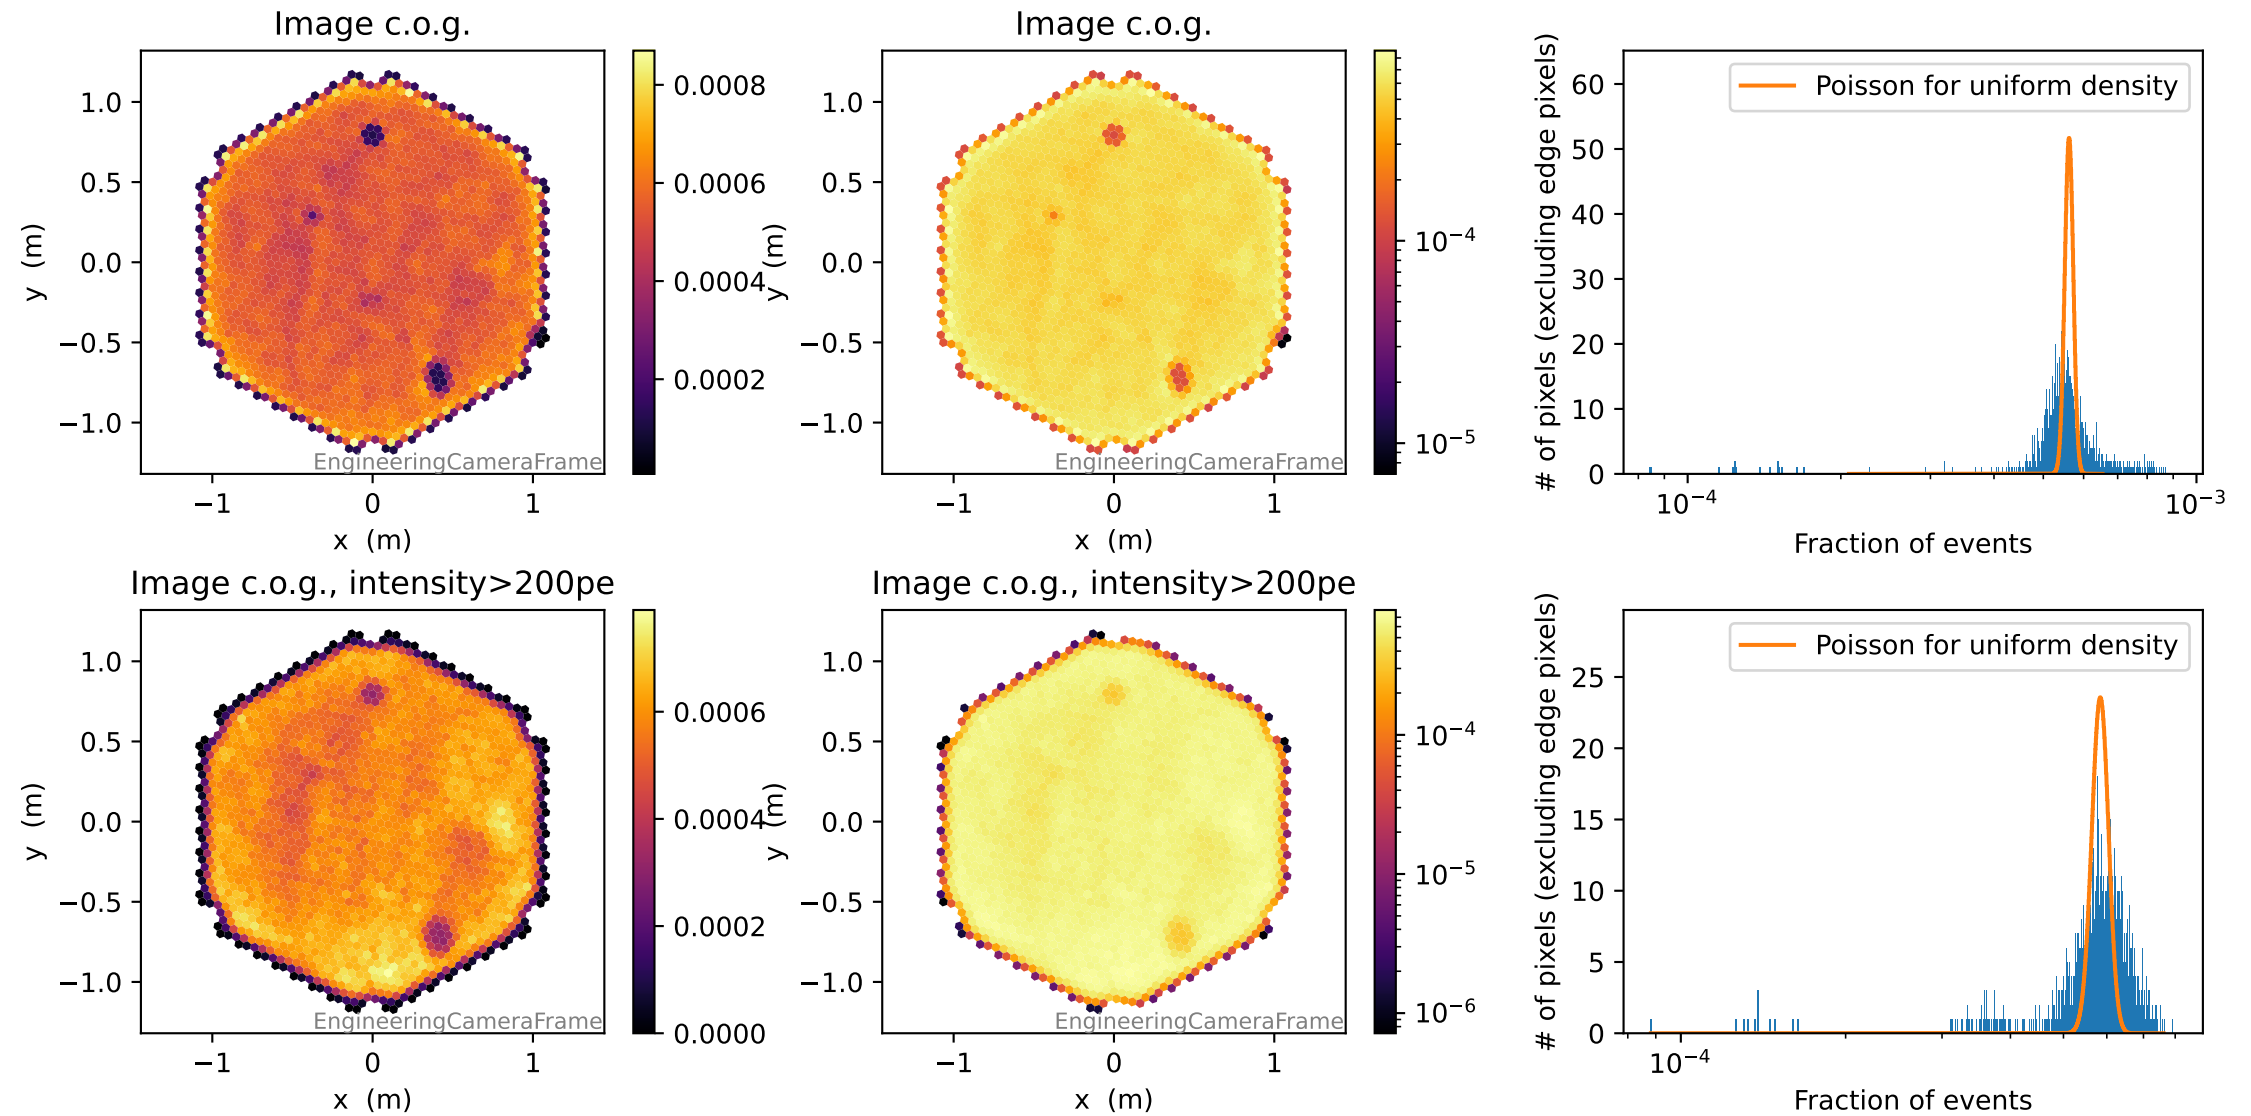 Image c.o.g.
1.0
0.5
0.0
−0.5
−1.0
y (m)
−1
0
1
x (m)
EngineeringCameraFrame
0.0008
0.0006
0.0004
0.0002
Image c.o.g.
1.0
0.5
0.0
−0.5
−1.0
y (m)
−1
0
1
x (m)
EngineeringCameraFrame
10⁻⁴
10⁻⁵
Poisson for uniform density
60
50
40
30
20
10
0
# of pixels (excluding edge pixels)
10⁻⁴
10⁻³
Fraction of events
Image c.o.g., intensity>200pe
1.0
0.5
0.0
−0.5
−1.0
y (m)
−1
0
1
x (m)
EngineeringCameraFrame
0.0006
0.0004
0.0002
0.0000
Image c.o.g., intensity>200pe
1.0
0.5
0.0
−0.5
−1.0
y (m)
−1
0
1
x (m)
EngineeringCameraFrame
10⁻⁴
10⁻⁵
10⁻⁶
Poisson for uniform density
25
20
15
10
5
0
# of pixels (excluding edge pixels)
10⁻⁴
Fraction of events